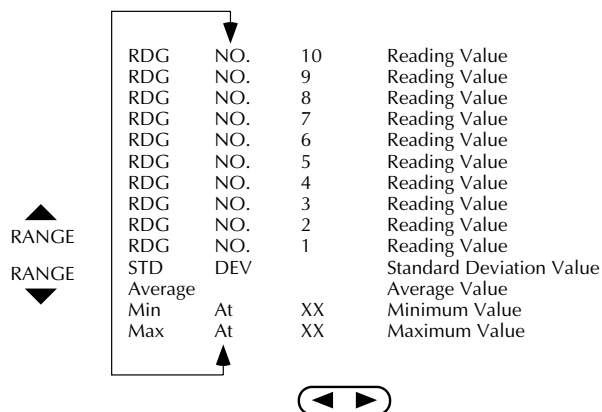 RDG NO. 10 Reading Value
RDG NO. 9 Reading Value
RDG NO. 8 Reading Value
RDG NO. 7 Reading Value
RDG NO. 6 Reading Value
RDG NO. 5 Reading Value
RDG NO. 4 Reading Value
RDG NO. 3 Reading Value
RDG NO. 2 Reading Value
RDG NO. 1 Reading Value
STD DEV Standard Deviation Value
Average Average Value
Min At XX Minimum Value
Max At XX Maximum Value
RANGE
RANGE